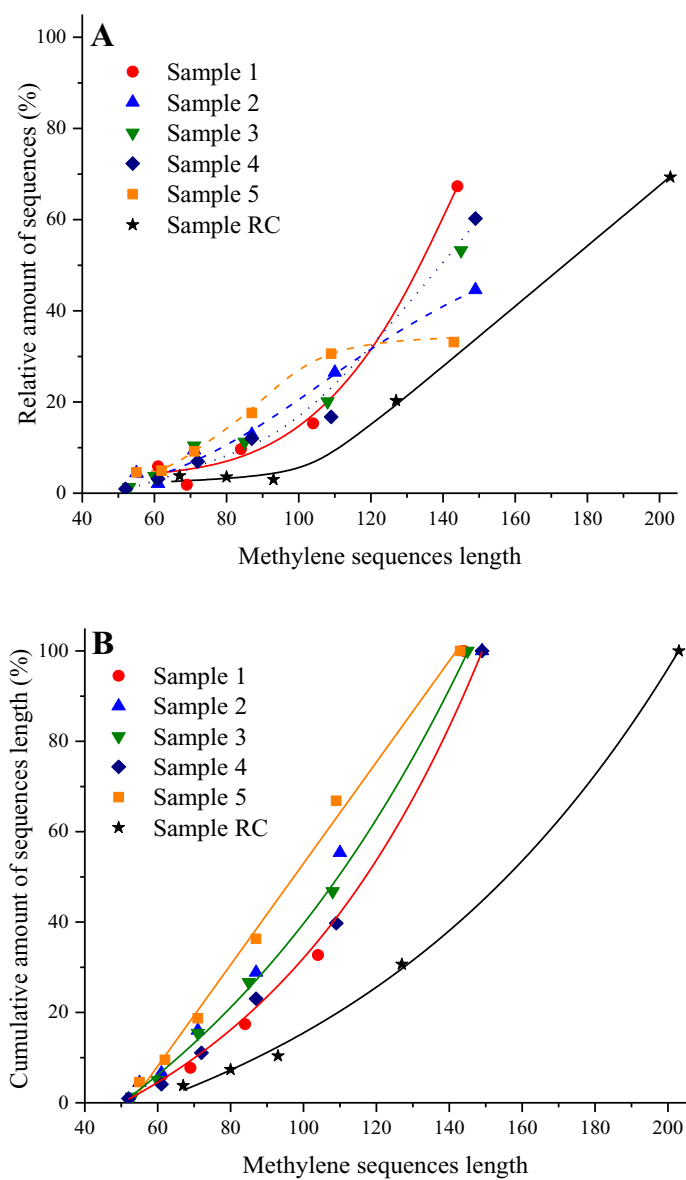 A
Sample 1
Sample 2
Sample 3
Sample 4
Sample 5
Sample RC
Relative amount of sequences (%)
100
80
60
40
20
0
40 60 80 100 120 140 160 180 200
Methylene sequences length
B
Sample 1
Sample 2
Sample 3
Sample 4
Sample 5
Sample RC
Cumulative amount of sequences length (%)
100
80
60
40
20
0
40 60 80 100 120 140 160 180 200
Methylene sequences length